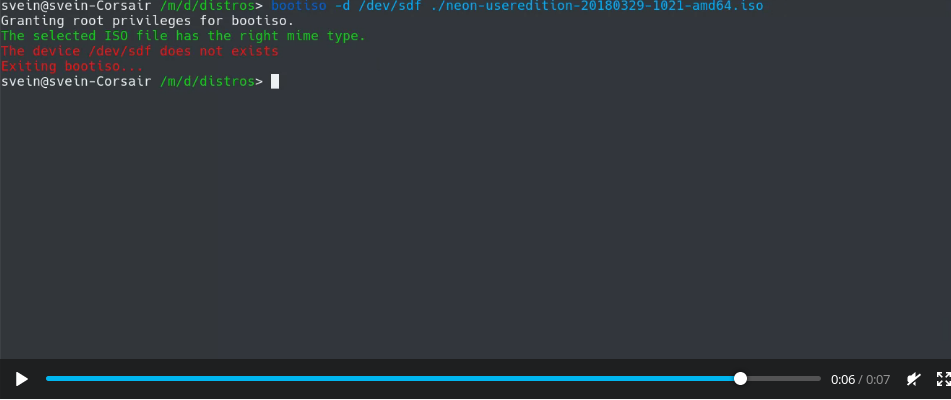 svein@svein-Corsair /m/d/distros> bootiso -d /dev/sdf ./neon-useredition-20180329-1021-amd64.iso
Granting root privileges for bootiso.
The selected ISO file has the right mime type.
The device /dev/sdf does not exists
Exiting bootiso...
svein@svein-Corsair /m/d/distros>
0:06 / 0:07